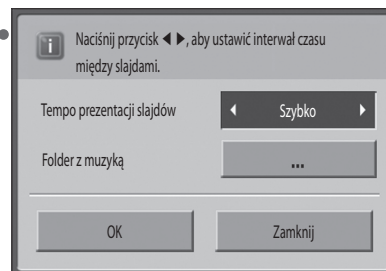 Naciśnij przycisk ◀ ▶, aby ustawić interwał czasu
między slajdami.
Tempo prezentacji slajdów
◀ Szybko ▶
Folder z muzyką
...
OK
Zamknij